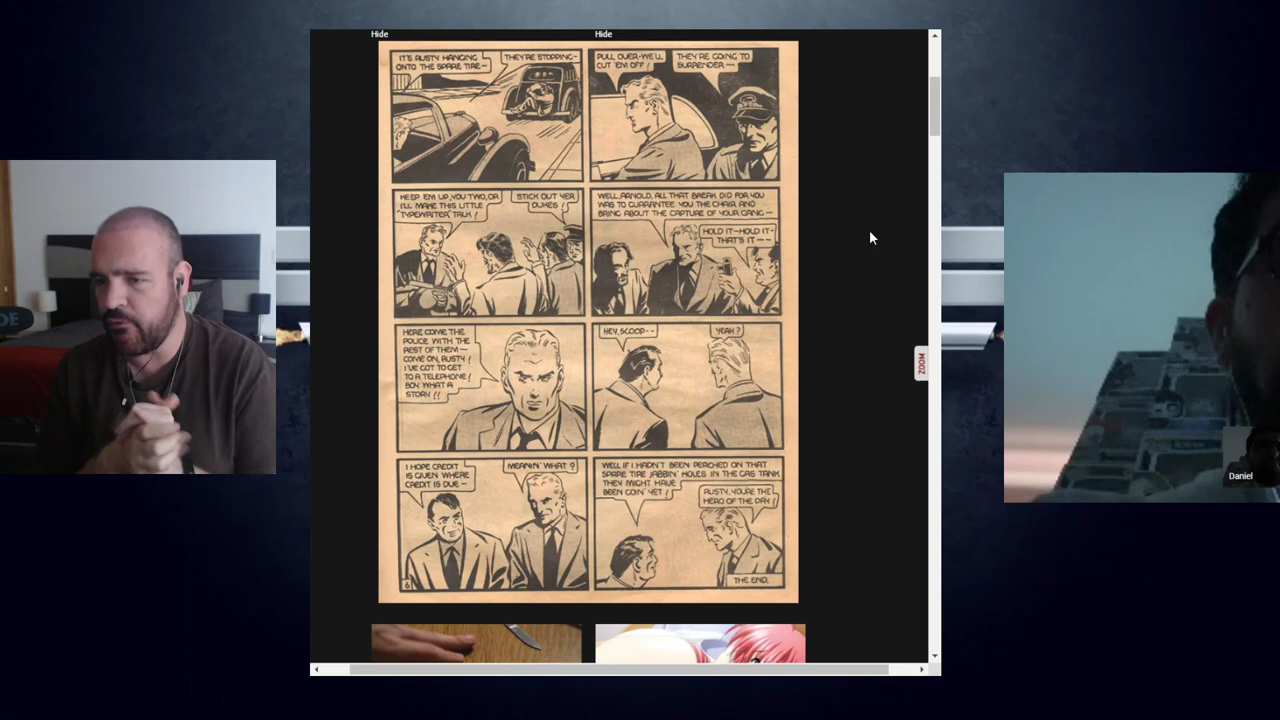 Hide
Hide
IT'S RUSTY HANGING
ONTO THE SPARE TIRE—
THEY'RE STOPPING-
PULL OVER-WE'LL
CUT 'EM OFF!
THEY'RE GOING TO
SURRENDER.—
KEEP 'EM UP, YOU TWO, OR
I'LL MAKE THIS LITTLE
"TYPEWRITER" TALK!
STICK OUT YER
DUKES!
WELL, ARNOLD, ALL THAT BREAK DID FOR YOU
WAS TO GUARANTEE YOU THE CHAIR AND
BRING ABOUT THE CAPTURE OF YOUR GANG —
HOLD IT-HOLD IT-
THAT'S IT — –
HERE COME THE
POLICE WITH THE
REST OF THEM —
COME ON, RUSTY!
I'VE GOT TO GET
TO A TELEPHONE!
BOY WHAT A
STORY!!
HEY, SCOOP--
YEAH?
I HOPE CREDIT
IS GIVEN WHERE
CREDIT IS DUE—
MEANIN' WHAT?
WELL IF I HADN'T BEEN PERCHED ON THAT
SPARE TIRE JABBIN' HOLES IN THE GAS TANK
THEY MIGHT HAVE
BEEN GOIN' YET!
RUSTY, YOU'RE THE
HERO OF THE DAY!
6
THE END.
ZOOM
DE
Daniel